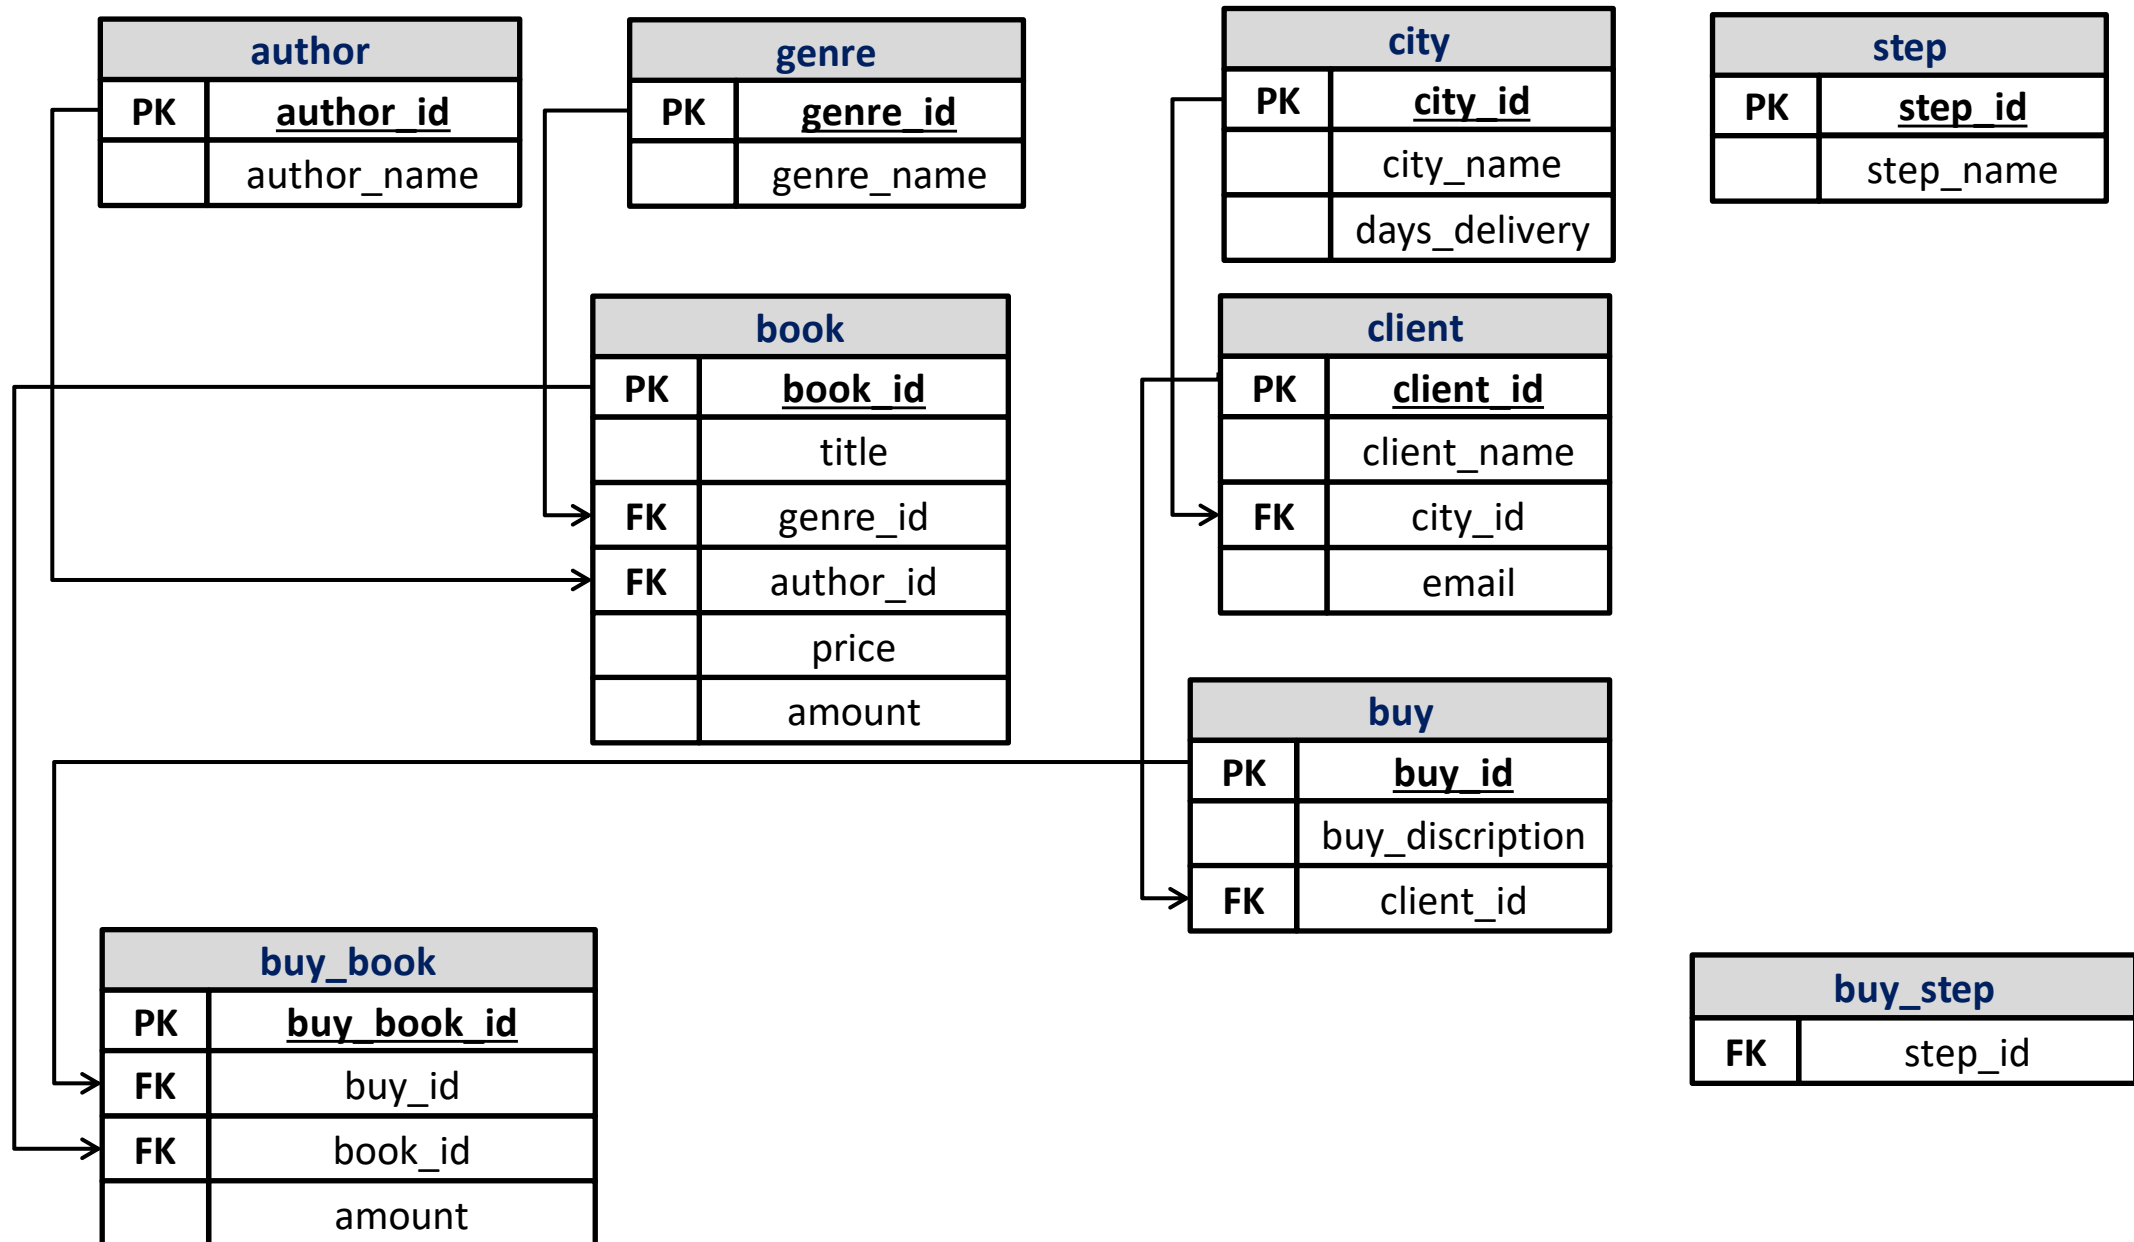 author
PK author_id
author_name
genre
PK genre_id
genre_name
city
PK city_id
city_name
days_delivery
step
PK step_id
step_name
book
PK book_id
title
FK genre_id
FK author_id
price
amount
client
PK client_id
client_name
FK city_id
email
buy
PK buy_id
buy_discription
FK client_id
buy_book
PK buy_book_id
FK buy_id
FK book_id
amount
buy_step
FK step_id